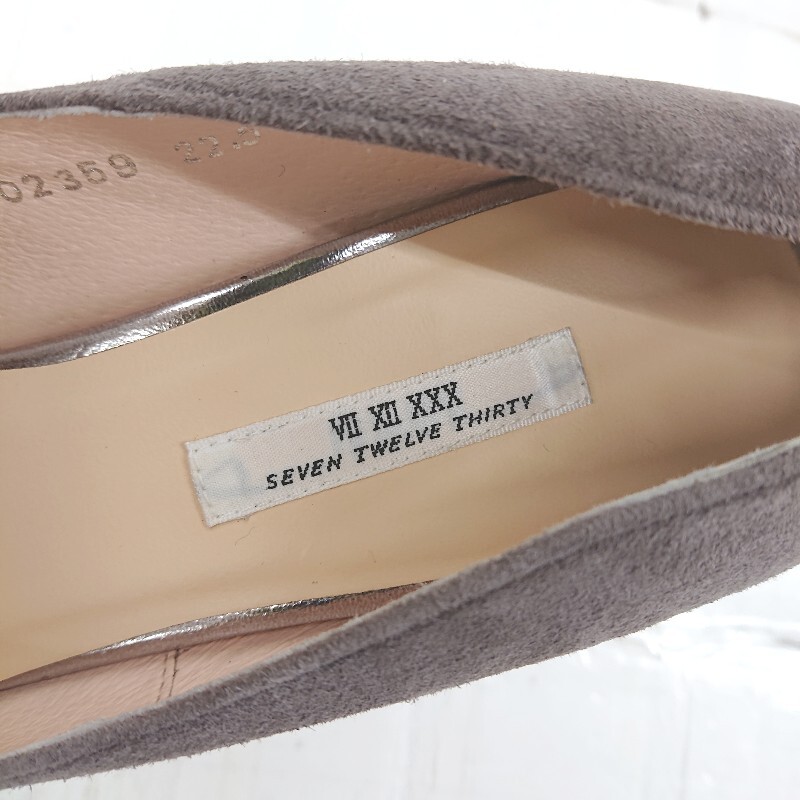 02359
VII XII XXX
SEVEN TWELVE THIRTY